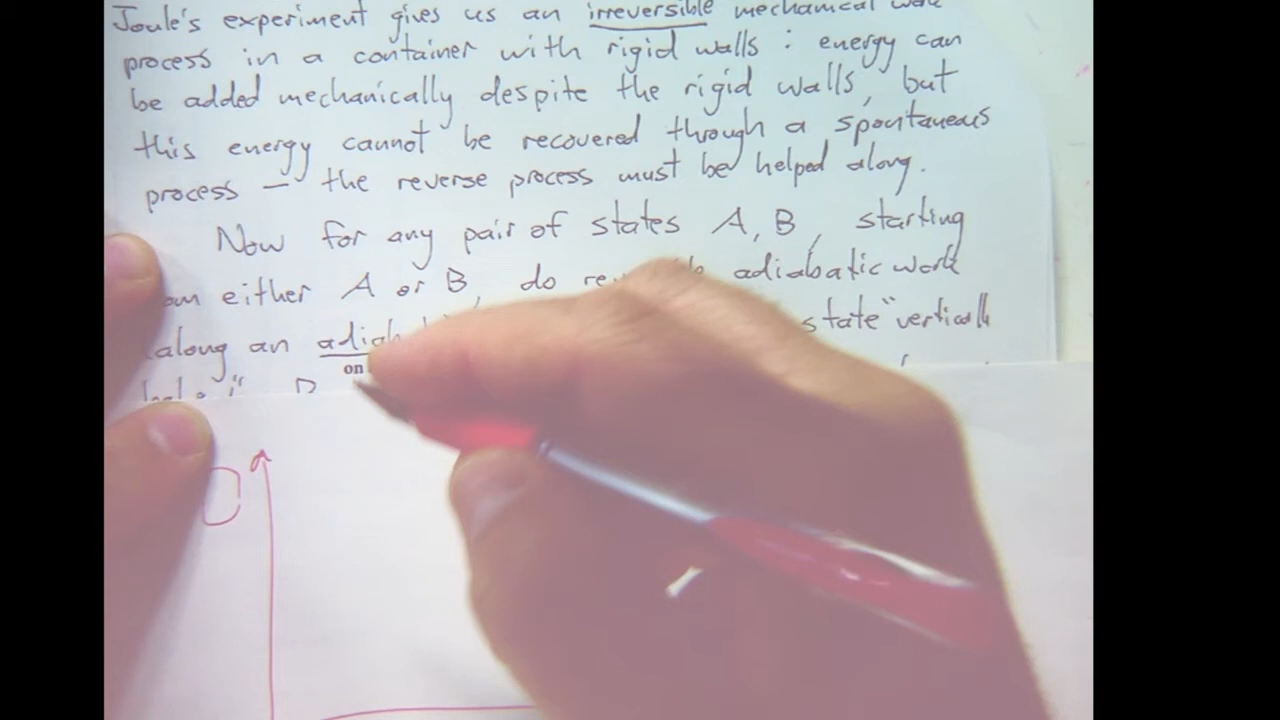 Joule's experiment gives us an irreversible mechanical
process in a container with rigid walls : energy can
be added mechanically despite the rigid walls, but
this energy cannot be recovered through a spontaneous
process — the reverse process must be helped along.
Now for any pair of states A, B, starting
either A or B, do adiabatic work
along an state" vertically
on